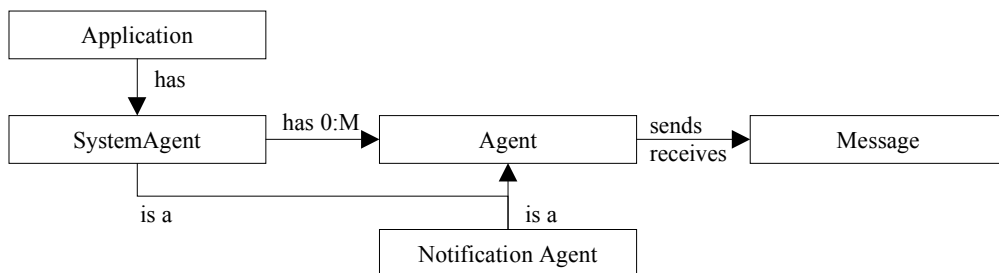 Application
has
SystemAgent
has 0:M
Agent
sends
receives
Message
is a
is a
Notification Agent